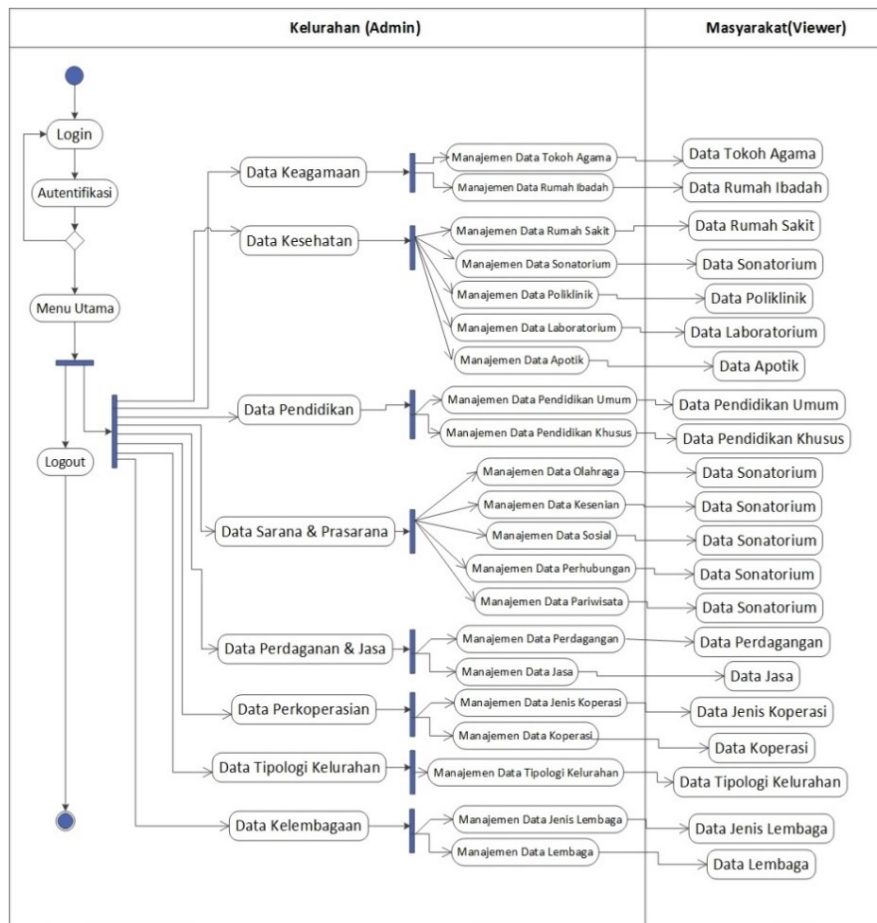 Kelurahan (Admin)
Masyarakat(Viewer)
Login
Autentifikasi
Menu Utama
Logout
Data Keagamaan
Manajemen Data Tokoh Agama
Data Tokoh Agama
Manajemen Data Rumah Ibadah
Data Rumah Ibadah
Data Kesehatan
Manajemen Data Rumah Sakit
Data Rumah Sakit
Manajemen Data Sonatorium
Data Sonatorium
Manajemen Data Poliklinik
Data Poliklinik
Manajemen Data Laboratorium
Data Laboratorium
Manajemen Data Apotik
Data Apotik
Data Pendidikan
Manajemen Data Pendidikan Umum
Data Pendidikan Umum
Manajemen Data Pendidikan Khusus
Data Pendidikan Khusus
Data Sarana & Prasarana
Manajemen Data Olahraga
Data Sonatorium
Manajemen Data Kesenian
Data Sonatorium
Manajemen Data Sosial
Data Sonatorium
Manajemen Data Perhubungan
Data Sonatorium
Manajemen Data Pariwisata
Data Sonatorium
Data Perdaganan & Jasa
Manajemen Data Perdagangan
Data Perdagangan
Manajemen Data Jasa
Data Jasa
Data Perkoperasian
Manajemen Data Jenis Koperasi
Data Jenis Koperasi
Manajemen Data Koperasi
Data Koperasi
Data Tipologi Kelurahan
Manajemen Data Tipologi Kelurahan
Data Tipologi Kelurahan
Data Kelembagaan
Manajemen Data Jenis Lembaga
Data Jenis Lembaga
Manajemen Data Lembaga
Data Lembaga